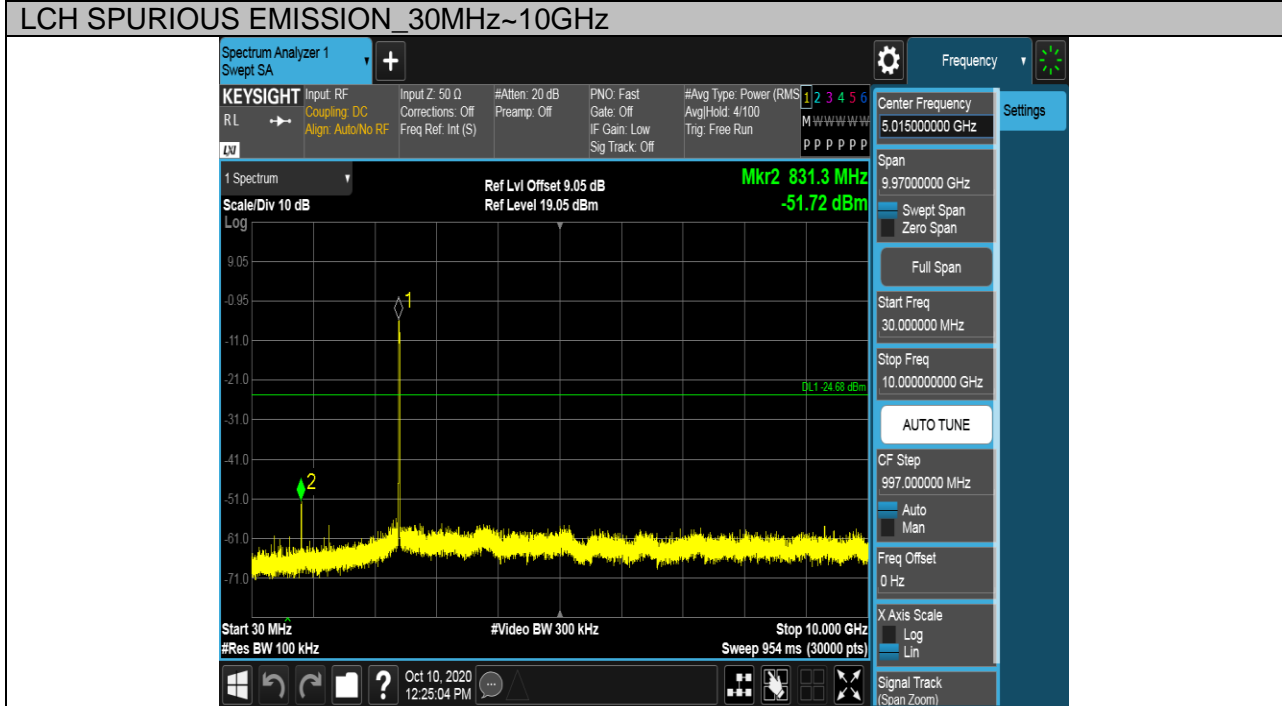 LCH SPURIOUS EMISSION_30MHz~10GHz
Spectrum Analyzer 1
Swept SA
Frequency
KEYSIGHT
RL
LXI
Input: RF
Coupling: DC
Align: Auto/No RF
Input Z: 50 Ω
Corrections: Off
Freq Ref: Int (S)
#Atten: 20 dB
Preamp: Off
PNO: Fast
Gate: Off
IF Gain: Low
Sig Track: Off
#Avg Type: Power (RMS
Avg|Hold: 4/100
Trig: Free Run
1 2 3 4 5 6
M W W W W W
P P P P P P
1 Spectrum
Scale/Div 10 dB
Ref Lvl Offset 9.05 dB
Ref Level 19.05 dBm
Mkr2 831.3 MHz
-51.72 dBm
Log
9.05
-0.95
-11.0
-21.0
-31.0
-41.0
-51.0
-61.0
-71.0
1
2
DL1 -24.68 dBm
Start 30 MHz
#Res BW 100 kHz
#Video BW 300 kHz
Stop 10.000 GHz
Sweep 954 ms (30000 pts)
Center Frequency
5.015000000 GHz
Span
9.97000000 GHz
Swept Span
Zero Span
Full Span
Start Freq
30.000000 MHz
Stop Freq
10.000000000 GHz
AUTO TUNE
CF Step
997.000000 MHz
Auto
Man
Freq Offset
0 Hz
X Axis Scale
Log
Lin
Signal Track
(Span Zoom)
Settings
?
Oct 10, 2020
12:25:04 PM